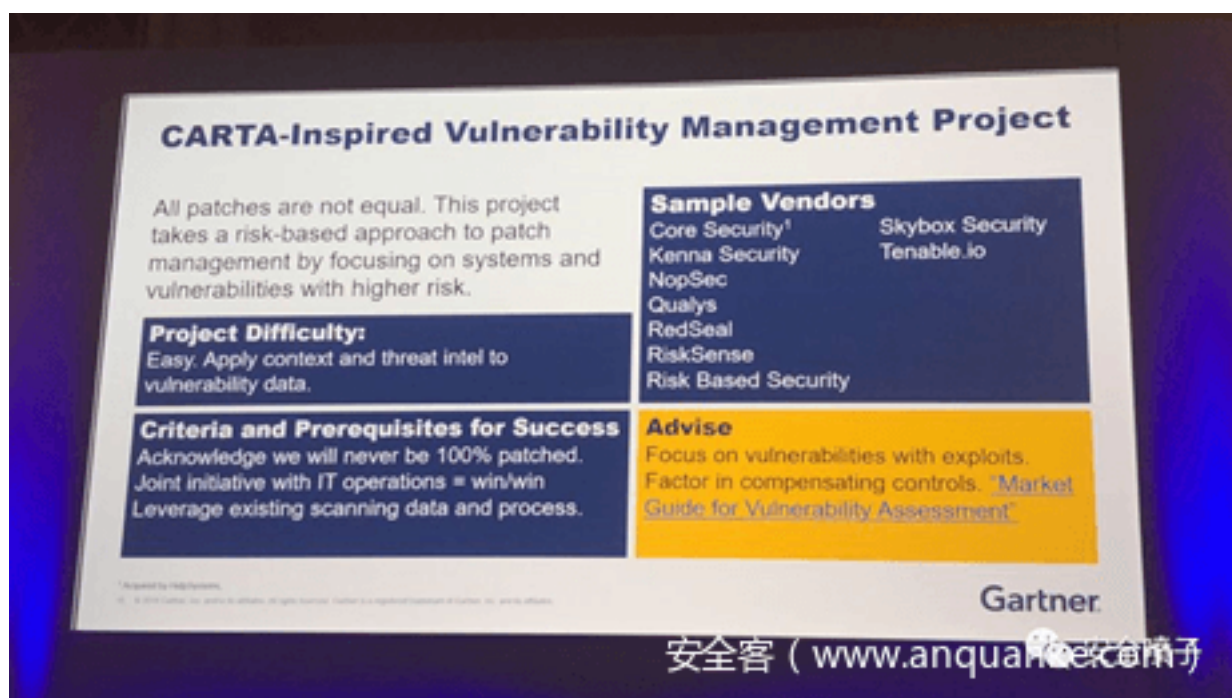 CARTA-Inspired Vulnerability Management Project
All patches are not equal. This project
takes a risk-based approach to patch
management by focusing on systems and
vulnerabilities with higher risk.
Project Difficulty:
Easy. Apply context and threat intel to
vulnerability data.
Criteria and Prerequisites for Success
Acknowledge we will never be 100% patched.
Joint initiative with IT operations = win/win
Leverage existing scanning data and process.
Sample Vendors
Core Security¹
Kenna Security
NopSec
Qualys
RedSeal
RiskSense
Risk Based Security
Skybox Security
Tenable.io
Advise
Focus on vulnerabilities with exploits.
Factor in compensating controls. "Market
Guide for Vulnerability Assessment"
¹ Acquired by HelpSystems.
Gartner.
安全客（www.anquanke.com）